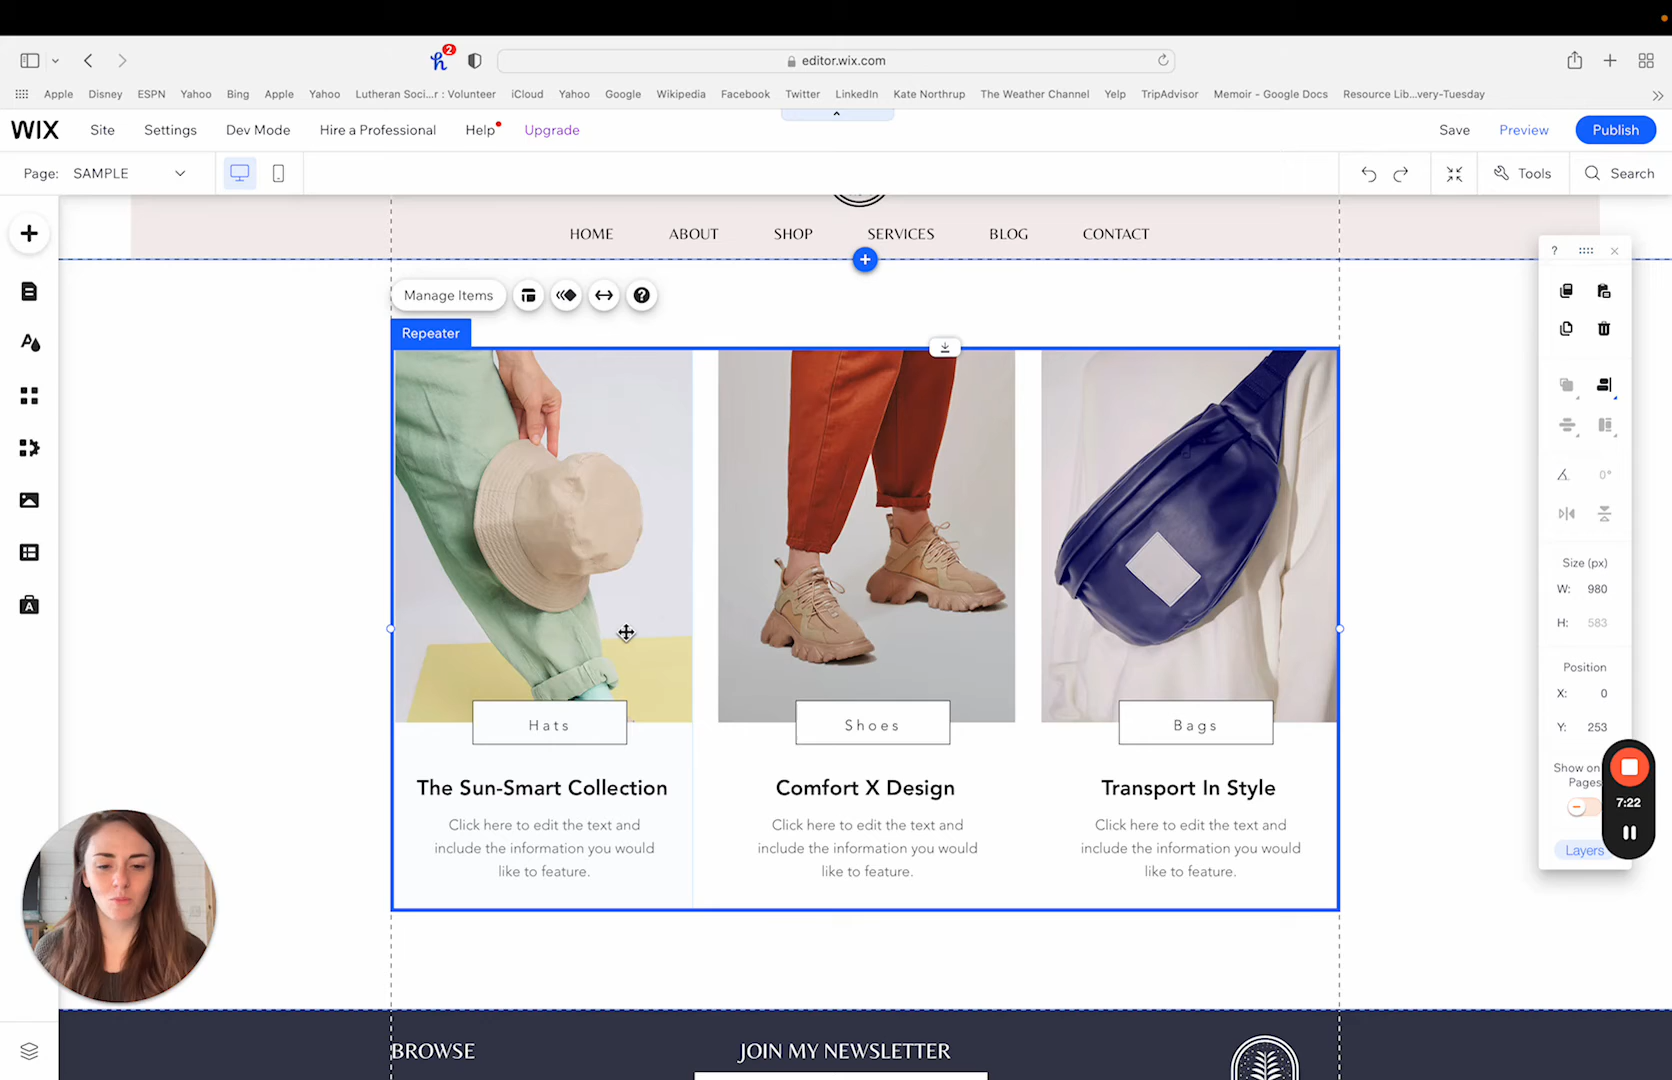 2
editor.wix.com
Apple Disney ESPN Yahoo Bing Apple Yahoo Lutheran Soci...r : Volunteer iCloud Yahoo Google Wikipedia Facebook Twitter LinkedIn Kate Northrup The Weather Channel Yelp TripAdvisor Memoir - Google Docs Resource Lib...very-Tuesday
WIX Site Settings Dev Mode Hire a Professional Help Upgrade Save Preview Publish
Page: SAMPLE Tools Search
HOME ABOUT SHOP SERVICES BLOG CONTACT
Manage Items
Repeater
Hats Shoes Bags
The Sun-Smart Collection Comfort X Design Transport In Style
Click here to edit the text and Click here to edit the text and Click here to edit the text and
include the information you would include the information you would include the information you would
like to feature. like to feature. like to feature.
0°
Size (px)
W: 980
H: 583
Position
X: 0
Y: 253
Show on
Pages
7:22
Layers
BROWSE JOIN MY NEWSLETTER